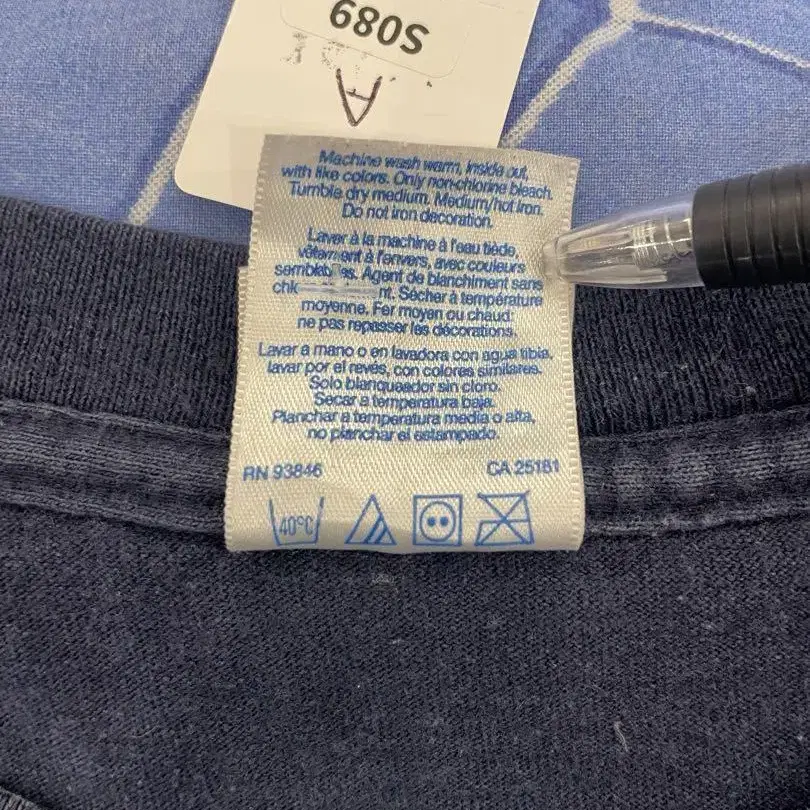 S089
A
Machine wash warm, inside out,
with like colors. Only non-chlorine bleach.
Tumble dry medium. Medium/hot iron.
Do not iron decoration.
Laver à la machine à l'eau tiède,
vêtement à l'envers, avec couleurs
semblab es. Agent de blanchiment sans
nt. Sécher à température
moyenne. Fer moyen ou chaud:
ne pas repasser les décorations.
Lavar a mano o en lavadora con agua tibia,
lavar por el revés, con colores similares.
Solo blanqueador sin cloro.
Secar a temperatura baja.
Planchar a temperatura media o alta,
no planchar el estampado.
RN 93846 CA 25181
40°C